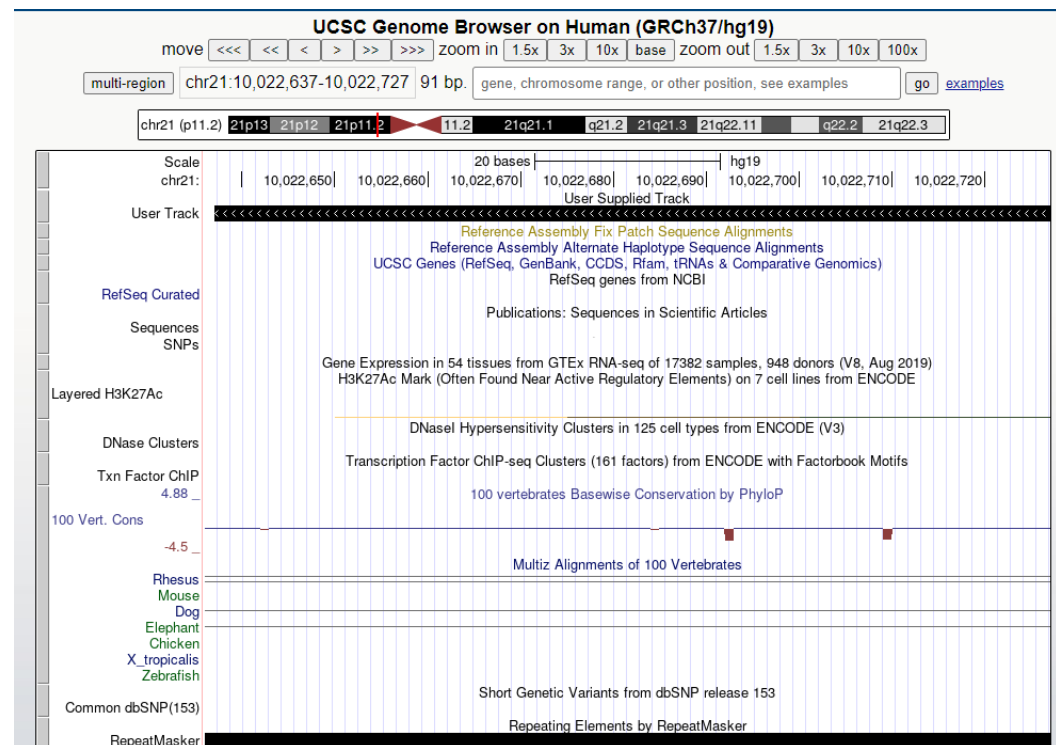 UCSC Genome Browser on Human (GRCh37/hg19)
move <<< << < > >> >>> zoom in 1.5x 3x 10x base zoom out 1.5x 3x 10x 100x
multi-region chr21:10,022,637-10,022,727 91 bp. gene, chromosome range, or other position, see examples go examples
chr21 (p11.2) 21p13 21p12 21p11.2 11.2 21q21.1 q21.2 21q21.3 21q22.11 q22.2 21q22.3
Scale 20 bases hg19
chr21: 10,022,650 10,022,660 10,022,670 10,022,680 10,022,690 10,022,700 10,022,710 10,022,720
User Supplied Track
User Track
Reference Assembly Fix Patch Sequence Alignments
Reference Assembly Alternate Haplotype Sequence Alignments
UCSC Genes (RefSeq, GenBank, CCDS, Rfam, tRNAs & Comparative Genomics)
RefSeq genes from NCBI
RefSeq Curated
Publications: Sequences in Scientific Articles
Sequences
SNPs
Gene Expression in 54 tissues from GTEx RNA-seq of 17382 samples, 948 donors (V8, Aug 2019)
H3K27Ac Mark (Often Found Near Active Regulatory Elements) on 7 cell lines from ENCODE
Layered H3K27Ac
DNaseI Hypersensitivity Clusters in 125 cell types from ENCODE (V3)
DNase Clusters
Transcription Factor ChIP-seq Clusters (161 factors) from ENCODE with Factorbook Motifs
Txn Factor ChIP
4.88 _ 100 vertebrates Basewise Conservation by PhyloP
100 Vert. Cons
-4.5 _
Multiz Alignments of 100 Vertebrates
Rhesus
Mouse
Dog
Elephant
Chicken
X_tropicalis
Zebrafish
Short Genetic Variants from dbSNP release 153
Common dbSNP(153)
Repeating Elements by RepeatMasker
RepeatMasker